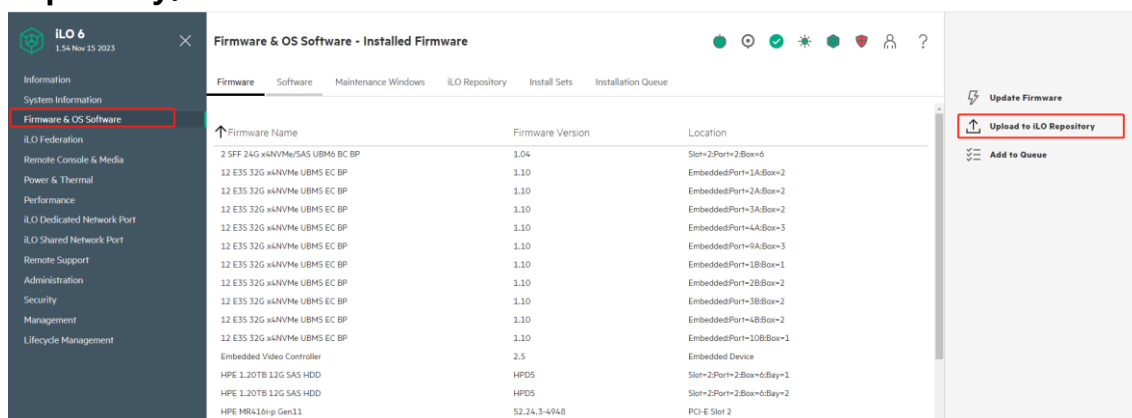 iLO 6
1.54 Nov 15 2023
Information
System Information
Firmware & OS Software
iLO Federation
Remote Console & Media
Power & Thermal
Performance
iLO Dedicated Network Port
iLO Shared Network Port
Remote Support
Administration
Security
Management
Lifecycle Management
Firmware & OS Software - Installed Firmware
?
Firmware Software Maintenance Windows iLO Repository Install Sets Installation Queue
Firmware Name Firmware Version Location
2 SFF 24G x4NVMe/SAS UBM6 BC BP 1.04 Slot=2:Port=2:Box=6
12 E3S 32G x4NVMe UBM5 EC BP 1.10 Embedded:Port=1A:Box=2
12 E3S 32G x4NVMe UBM5 EC BP 1.10 Embedded:Port=2A:Box=2
12 E3S 32G x4NVMe UBM5 EC BP 1.10 Embedded:Port=3A:Box=2
12 E3S 32G x4NVMe UBM5 EC BP 1.10 Embedded:Port=4A:Box=3
12 E3S 32G x4NVMe UBM5 EC BP 1.10 Embedded:Port=9A:Box=3
12 E3S 32G x4NVMe UBM5 EC BP 1.10 Embedded:Port=1B:Box=1
12 E3S 32G x4NVMe UBM5 EC BP 1.10 Embedded:Port=2B:Box=2
12 E3S 32G x4NVMe UBM5 EC BP 1.10 Embedded:Port=3B:Box=2
12 E3S 32G x4NVMe UBM5 EC BP 1.10 Embedded:Port=4B:Box=2
12 E3S 32G x4NVMe UBM5 EC BP 1.10 Embedded:Port=10B:Box=1
Embedded Video Controller 2.5 Embedded Device
HPE 1.20TB 12G SAS HDD HPD5 Slot=2:Port=2:Box=6:Bay=1
HPE 1.20TB 12G SAS HDD HPD5 Slot=2:Port=2:Box=6:Bay=2
HPE MR416i-p Gen11 52.24.3-4948 PCI-E Slot 2
Update Firmware
Upload to iLO Repository
Add to Queue